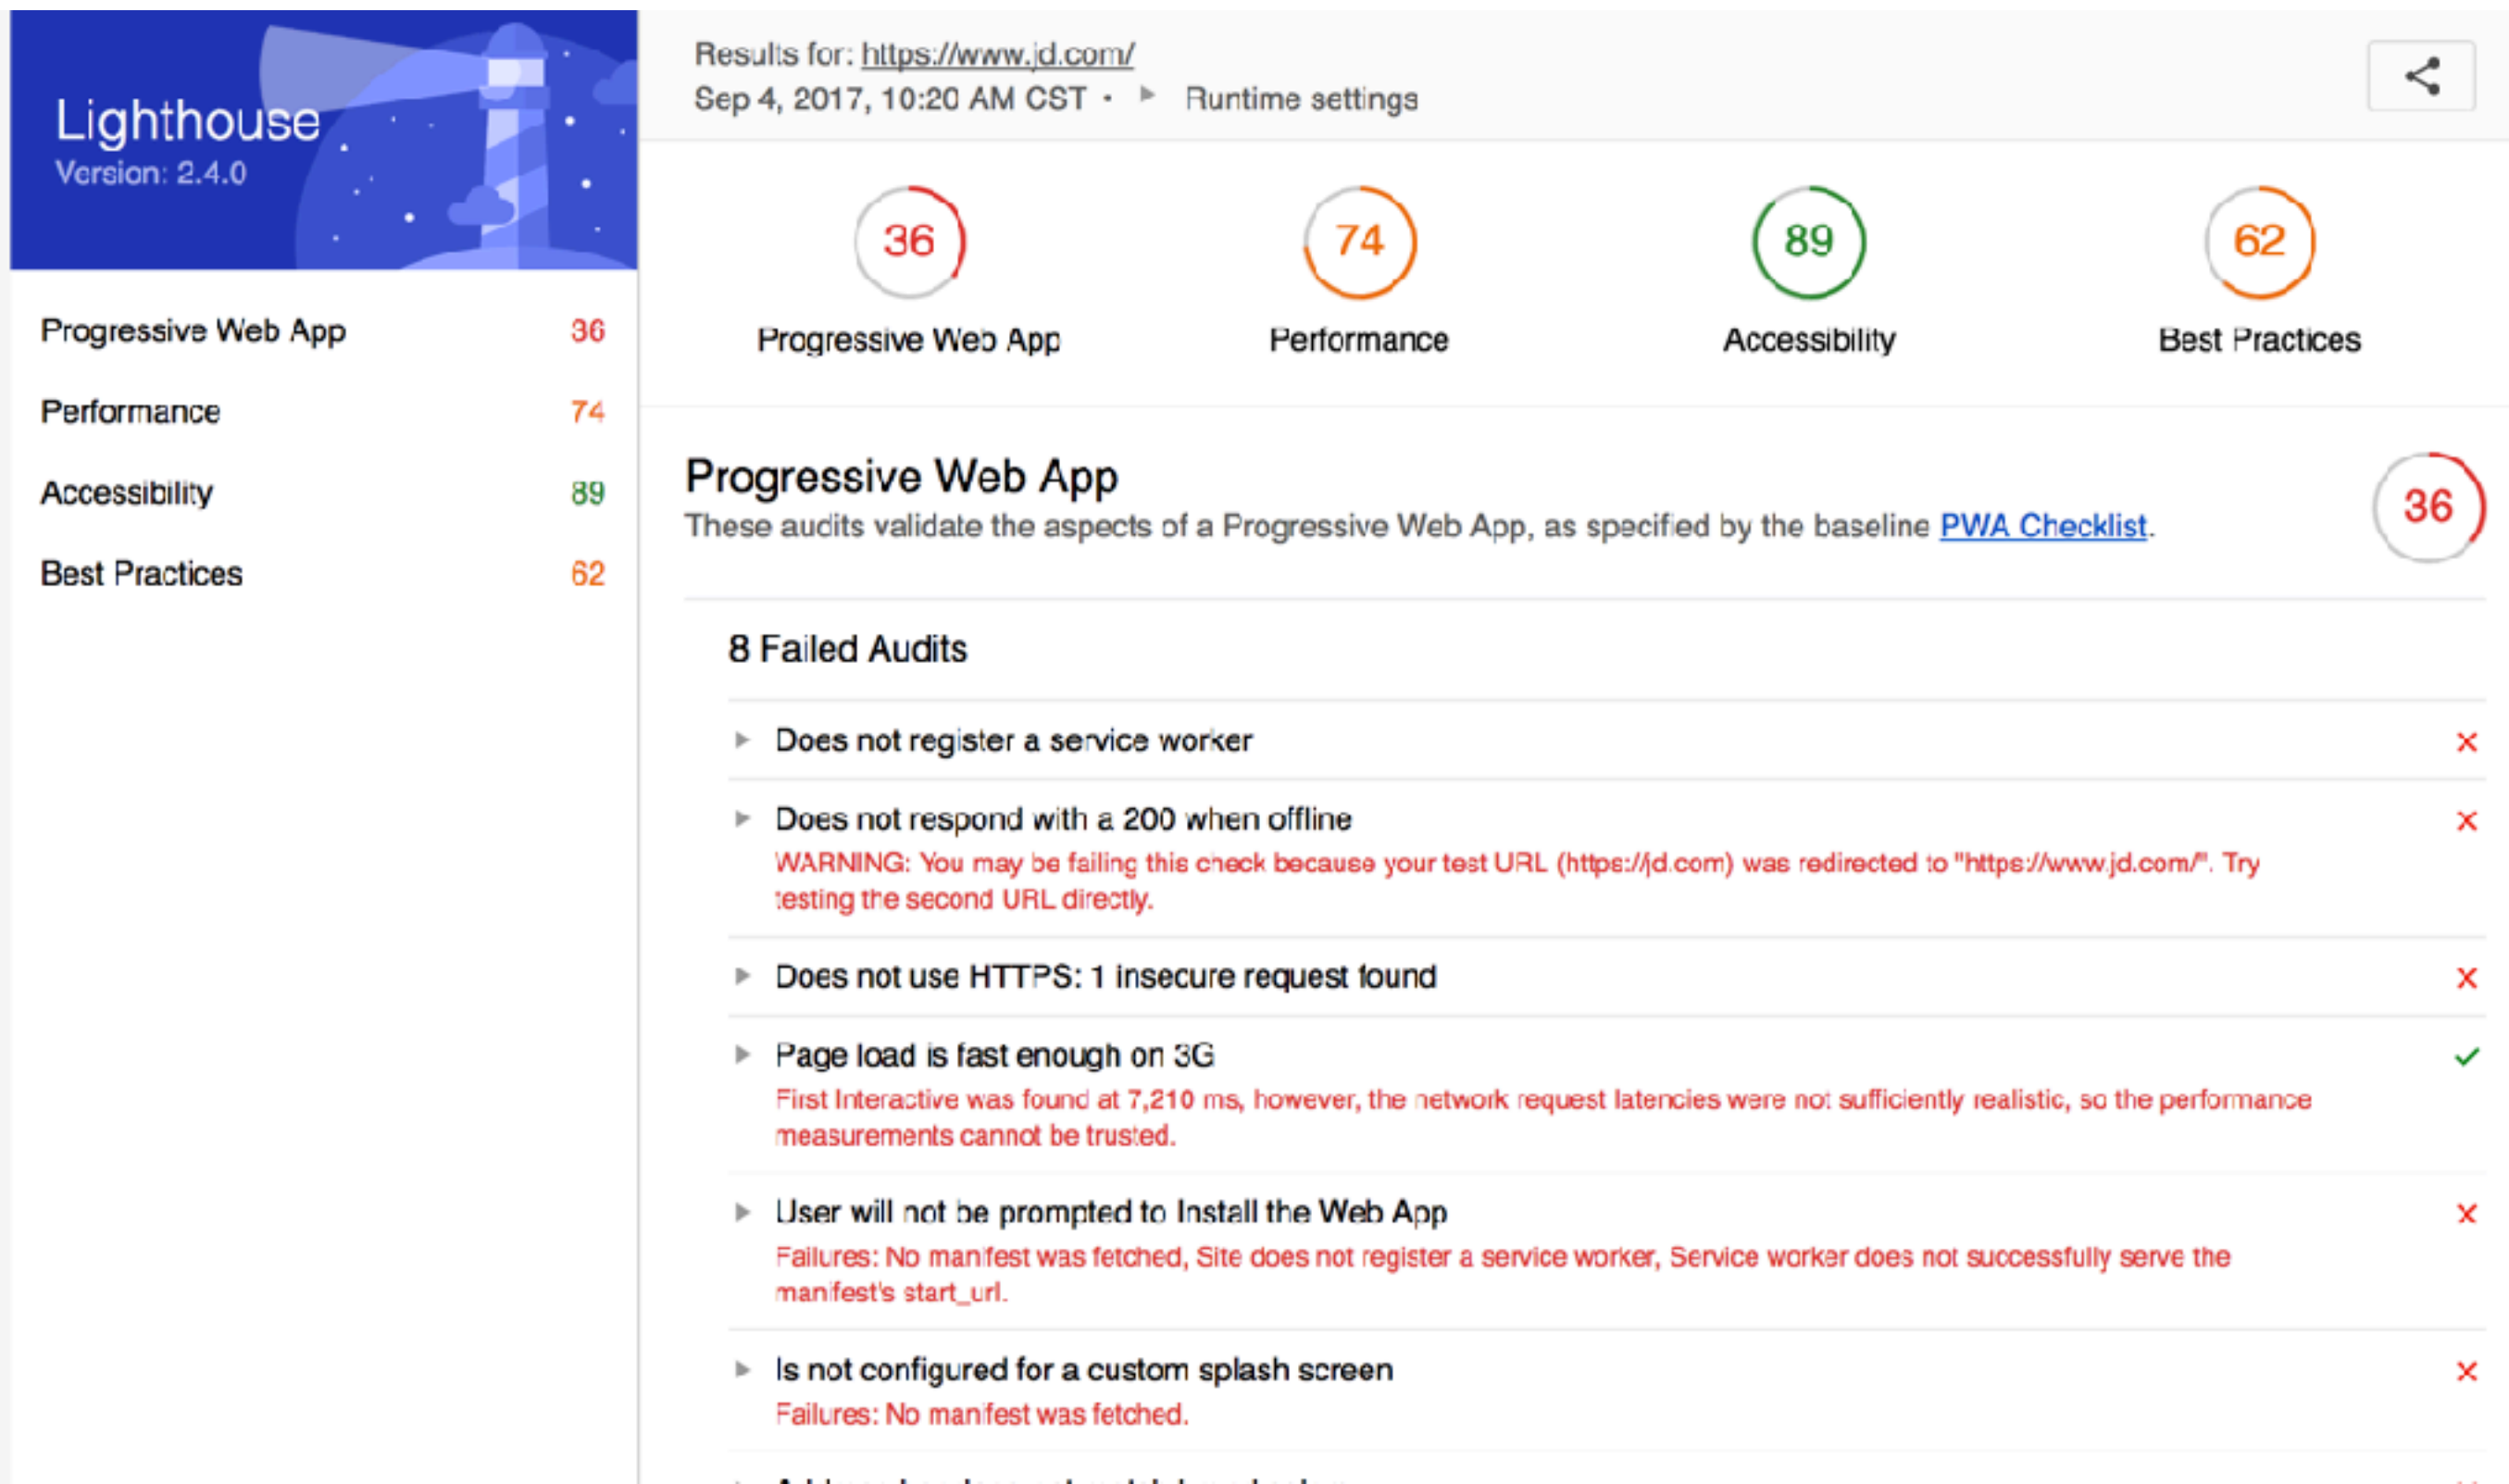 Lighthouse
Version: 2.4.0
Progressive Web App 36
Performance 74
Accessibility 89
Best Practices 62
Results for: https://www.jd.com/
Sep 4, 2017, 10:20 AM CST • Runtime settings
36 74 89 62
Progressive Web App Performance Accessibility Best Practices
Progressive Web App
These audits validate the aspects of a Progressive Web App, as specified by the baseline PWA Checklist.
36
8 Failed Audits
Does not register a service worker
Does not respond with a 200 when offline
WARNING: You may be failing this check because your test URL (https://jd.com) was redirected to "https://www.jd.com/". Try
testing the second URL directly.
Does not use HTTPS: 1 insecure request found
Page load is fast enough on 3G
First Interactive was found at 7,210 ms, however, the network request latencies were not sufficiently realistic, so the performance
measurements cannot be trusted.
User will not be prompted to Install the Web App
Failures: No manifest was fetched, Site does not register a service worker, Service worker does not successfully serve the
manifest's start_url.
Is not configured for a custom splash screen
Failures: No manifest was fetched.